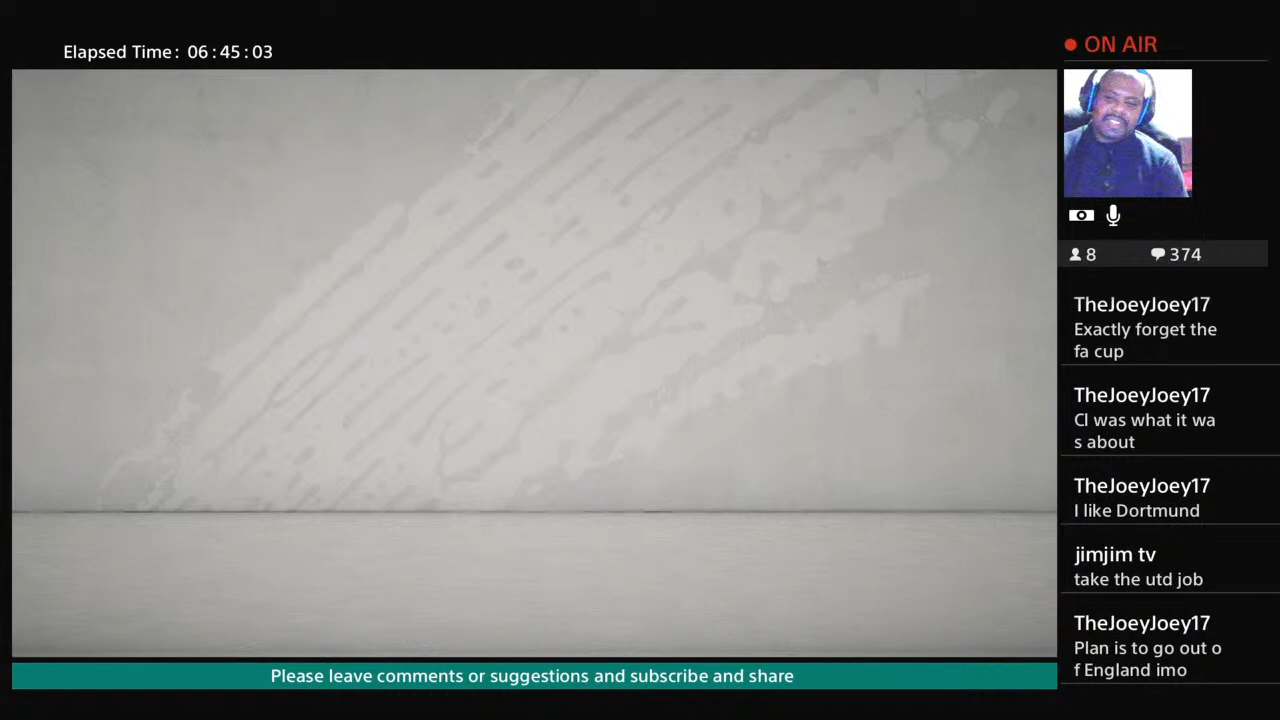 Elapsed Time: 06:45:03
ON AIR
8
374
TheJoeyJoey17
Exactly forget the
fa cup
TheJoeyJoey17
Cl was what it wa
s about
TheJoeyJoey17
I like Dortmund
jimjim tv
take the utd job
TheJoeyJoey17
Plan is to go out o
f England imo
Please leave comments or suggestions and subscribe and share